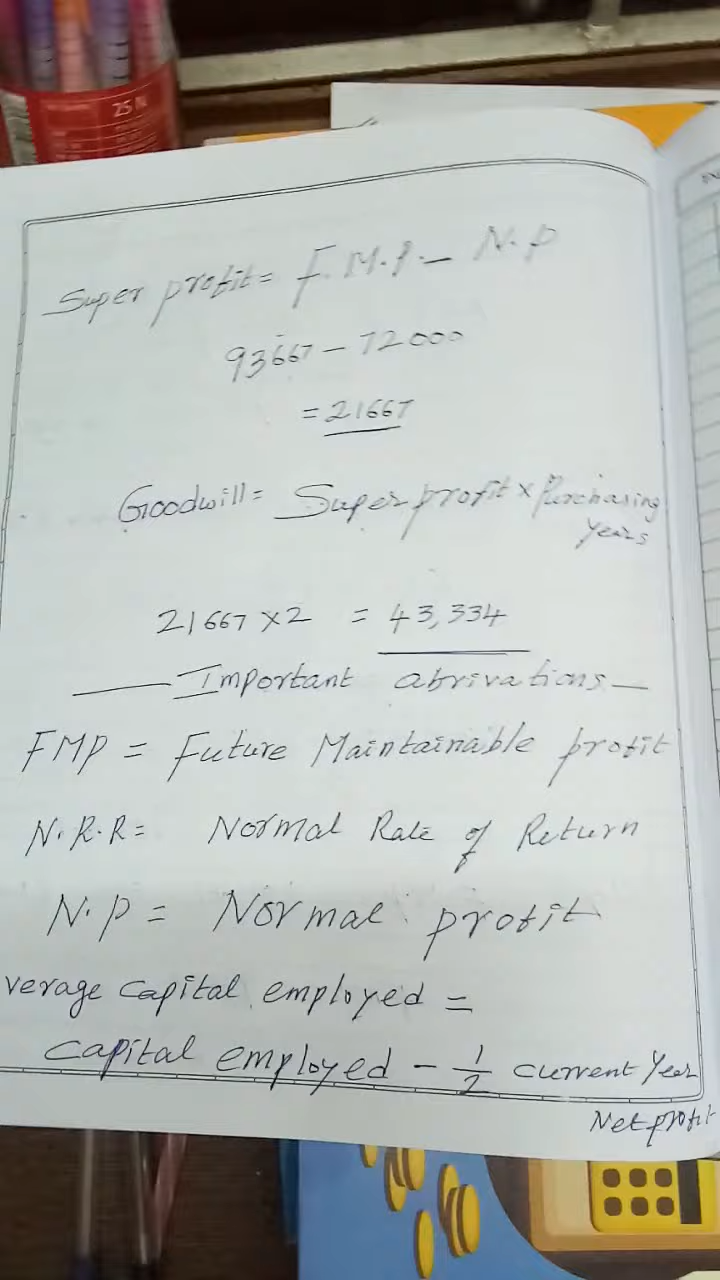 25 N
Super profit = F.M.P. – N.P
93667 – 72000
= 21667
Goodwill = Super profit × Purchasing
years
21667 × 2 = 43,334
Important abrivations
FMP = Future Maintainable profit
N.R.R = Normal Rate of Return
N.P = Normal profit
verage capital employed =
capital employed – 1/2 current Year
Net profit